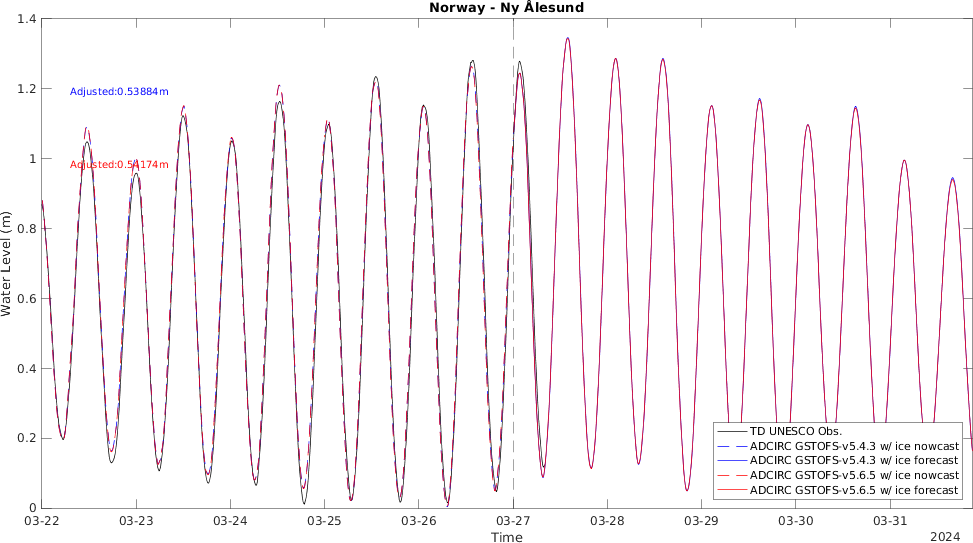 Norway - Ny Ålesund
1.4
1.2
1
0.8
0.6
0.4
0.2
0
Water Level (m)
Adjusted:0.53884m
Adjusted:0.54174m
TD UNESCO Obs.
ADCIRC GSTOFS-v5.4.3 w/ ice nowcast
ADCIRC GSTOFS-v5.4.3 w/ ice forecast
ADCIRC GSTOFS-v5.6.5 w/ ice nowcast
ADCIRC GSTOFS-v5.6.5 w/ ice forecast
03-22 03-23 03-24 03-25 03-26 03-27 03-28 03-29 03-30 03-31
Time
2024